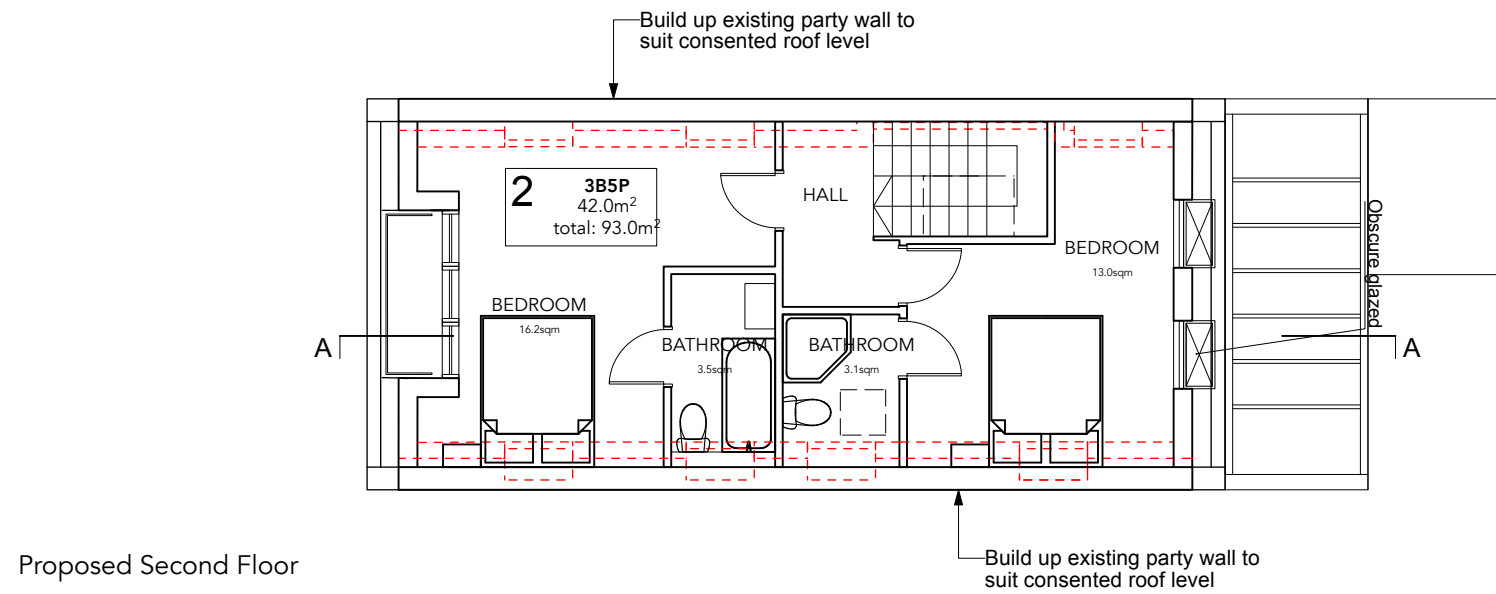 Build up existing party wall to
suit consented roof level
2
3B5P
42.0m²
total: 93.0m²
HALL
BEDROOM
13.0sqm
Obscure glazed
BEDROOM
16.2sqm
BATHROOM
3.5sqm
BATHROOM
3.1sqm
A
A
Build up existing party wall to
suit consented roof level
Proposed Second Floor